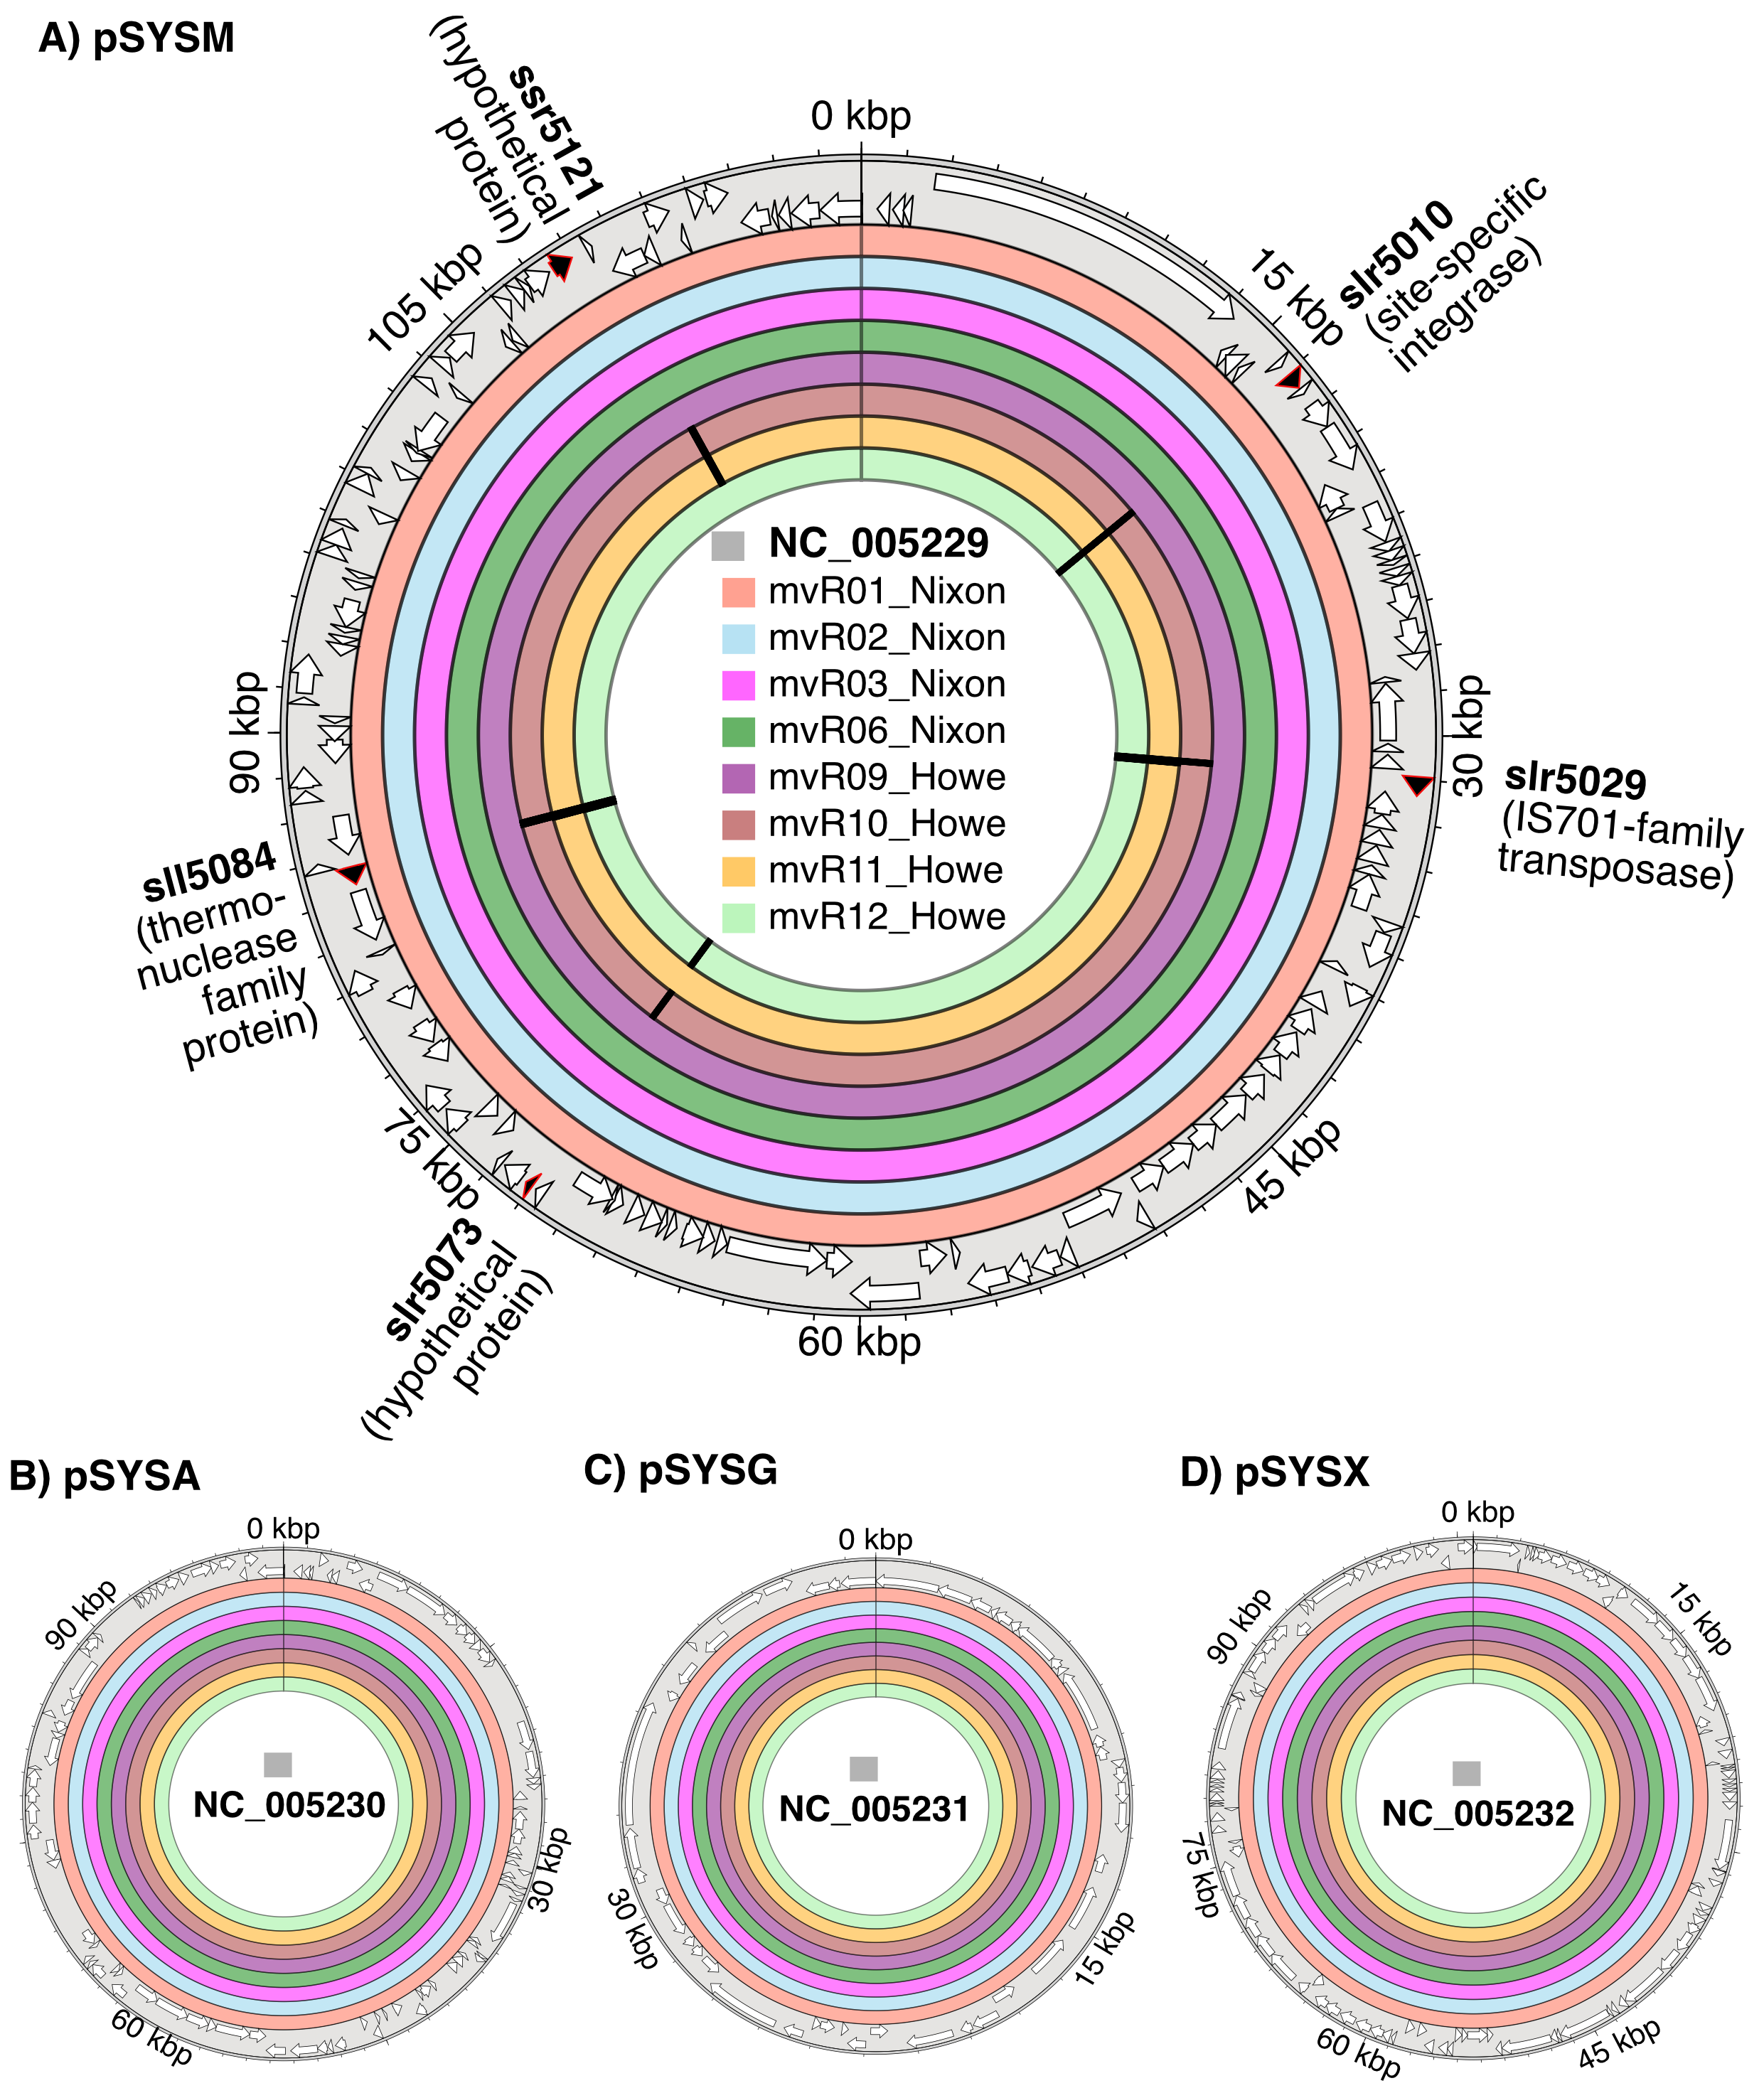 A) pSYSM
ssr5121
(hypothetical
protein)
0 kbp
slr5010
(site-specific
integrase)
15 kbp
105 kbp
30 kbp
slr5029
(IS701-family
transposase)
90 kbp
sll5084
(thermo-
nuclease
family
protein)
75 kbp
slr5073
(hypothetical
protein)
45 kbp
60 kbp
NC_005229
mvR01_Nixon
mvR02_Nixon
mvR03_Nixon
mvR06_Nixon
mvR09_Howe
mvR10_Howe
mvR11_Howe
mvR12_Howe
B) pSYSA
0 kbp
90 kbp
30 kbp
60 kbp
NC_005230
C) pSYSG
0 kbp
30 kbp
15 kbp
NC_005231
D) pSYSX
0 kbp
15 kbp
90 kbp
75 kbp
60 kbp
45 kbp
NC_005232